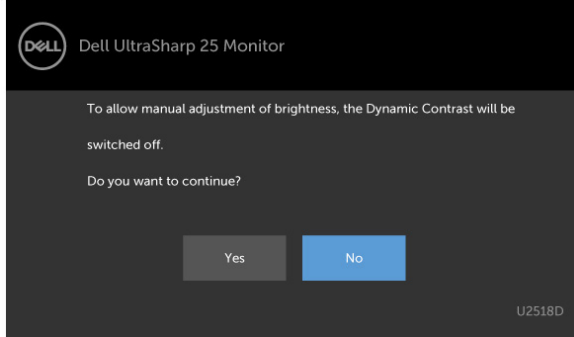 DELL
Dell UltraSharp 25 Monitor
To allow manual adjustment of brightness, the Dynamic Contrast will be
switched off.
Do you want to continue?
Yes
No
U2518D